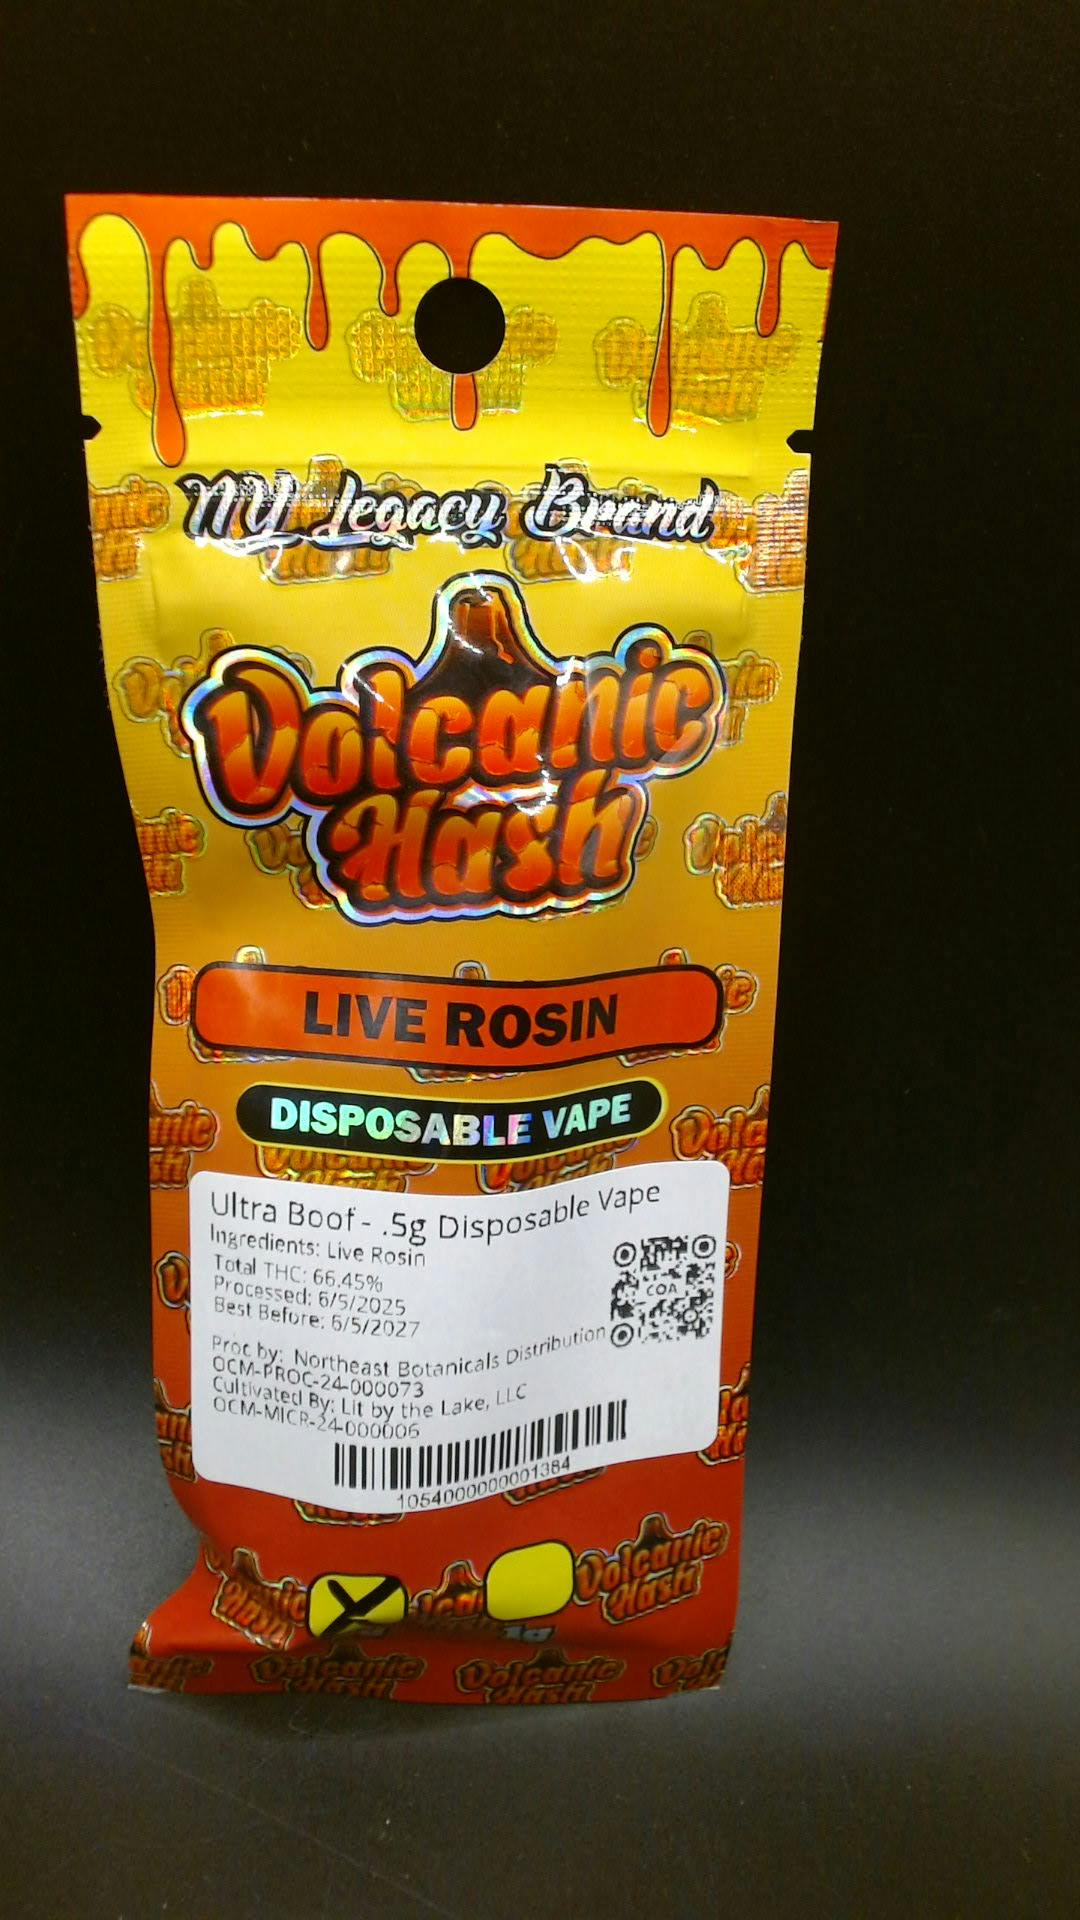 NY Legacy Brand
Volcanic
Hash
LIVE ROSIN
DISPOSABLE VAPE
Ultra Boof - .5g Disposable Vape
Ingredients: Live Rosin
Total THC: 66.45%
Processed: 6/5/2025
Best Before: 6/5/2027
COA
Proc by: Northeast Botanicals Distribution
OCM-PROC-24-000073
Cultivated By: Lit by the Lake, LLC
OCM-MICR-24-000006
1054000000001384
1g
Volcanic
Hash